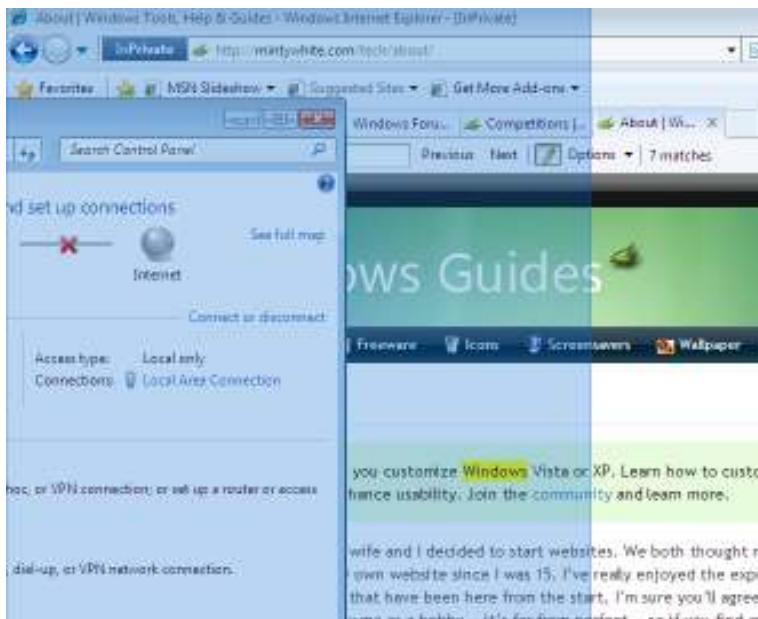 About | Windows Tools, Help & Guides - Windows Internet Explorer - [InPrivate]
InPrivate http://mintywhite.com/tech/about/
Favorites MSN Slideshow Suggested Sites Get More Add-ons
Windows Foru... Competitions |... About | Wi... X
Search Control Panel
Previous Next Options 7 matches
nd set up connections
See full map
Internet
ows Guides
Connect or disconnect
Freeware Icons Screensavers Wallpaper
Access type: Local only
Connections: Local Area Connection
you customize Windows Vista or XP. Learn how to custo
hance usability. Join the community and learn more.
hoc, or VPN connection; or set up a router or access
wife and I decided to start websites. We both thought
, dial-up, or VPN network connection.
own website since I was 15. I've really enjoyed the exp
that have been here from the start, I'm sure you'll agree